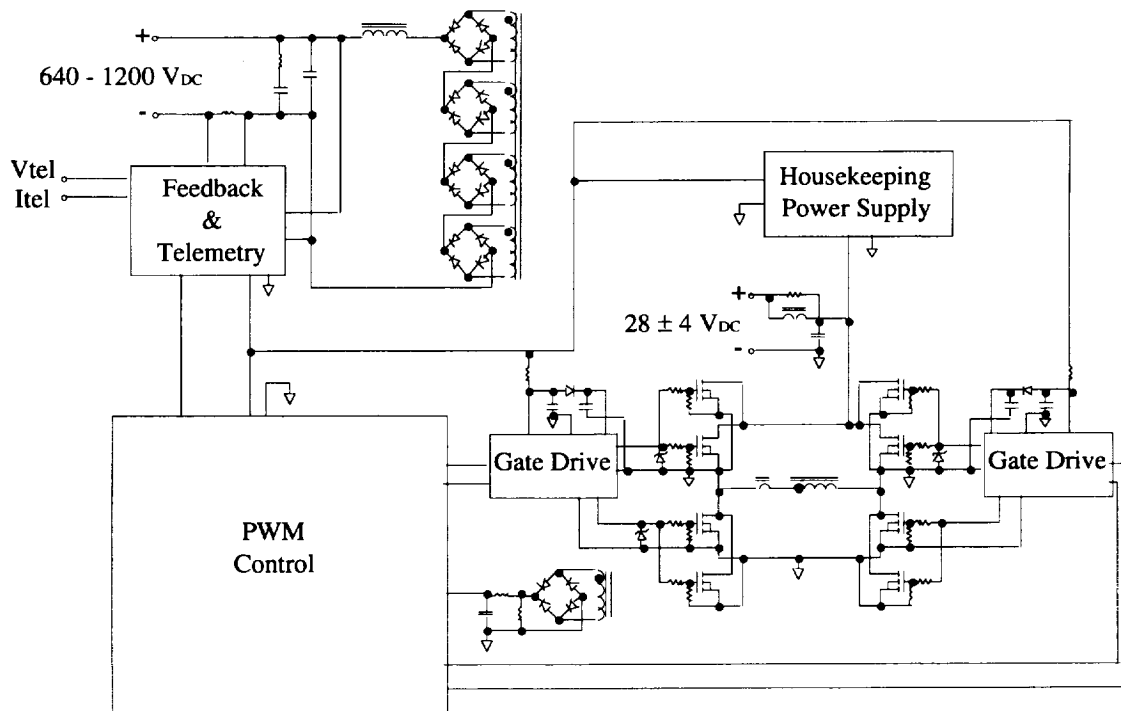 +
640 - 1200 VDC
-
Vtel
Itel
Feedback
&
Telemetry
Housekeeping
Power Supply
+
28 ± 4 VDC
-
Gate Drive
Gate Drive
PWM
Control